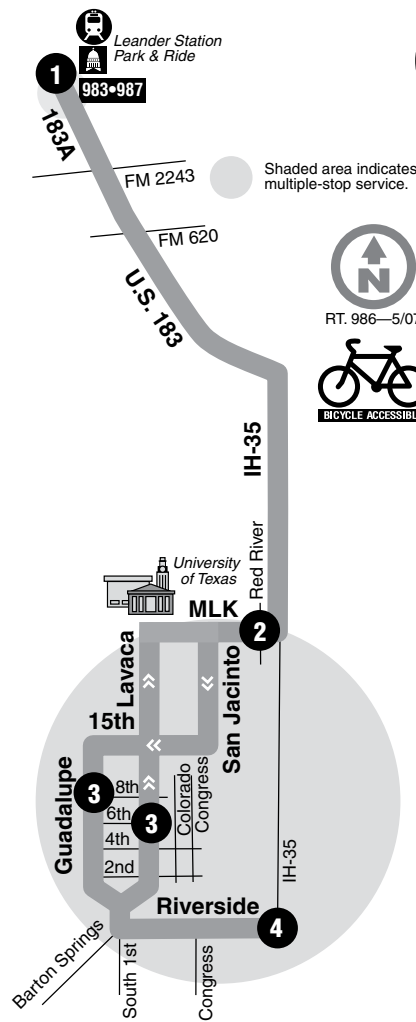 Leander Station
Park & Ride
1
983•987
183A
FM 2243
Shaded area indicates
multiple-stop service.
FM 620
U.S. 183
N
RT. 986—5/07
BICYCLE ACCESSIBL
IH-35
Red River
University
of Texas
MLK
2
Lavaca
San Jacinto
15th
Guadalupe
3
8th
6th
3
4th
2nd
Colorado
Congress
IH-35
Riverside
4
Barton Springs
South 1st
Congress